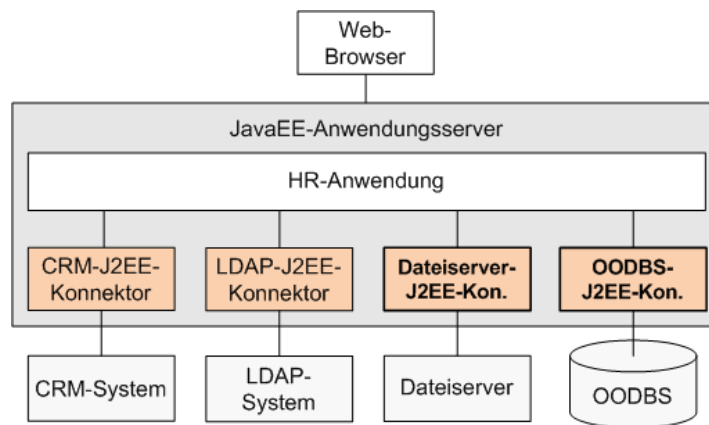 Web-
Browser
JavaEE-Anwendungsserver
HR-Anwendung
CRM-J2EE-
Konnektor
LDAP-J2EE-
Konnektor
Dateiserver-
J2EE-Kon.
OODBS-
J2EE-Kon.
CRM-System
LDAP-
System
Dateiserver
OODBS